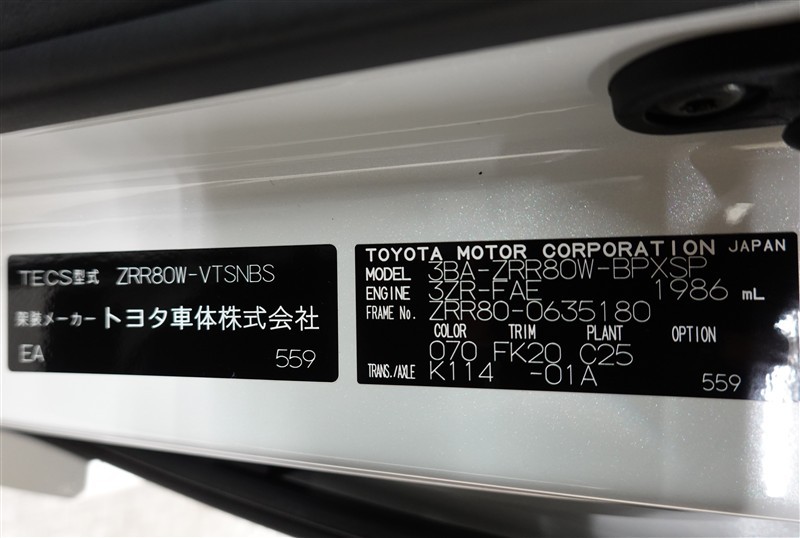 TECS型式 ZRR80W-VTSNBS
架装メーカー トヨタ車体株式会社
EA 559
TOYOTA MOTOR CORPORATION JAPAN
MODEL 3BA-ZRR80W-BPXSP
ENGINE 3ZR-FAE 1986 mL
FRAME No. ZRR80-0635180
COLOR TRIM PLANT OPTION
070 FK20 C25
TRANS./AXLE K114 -01A
559